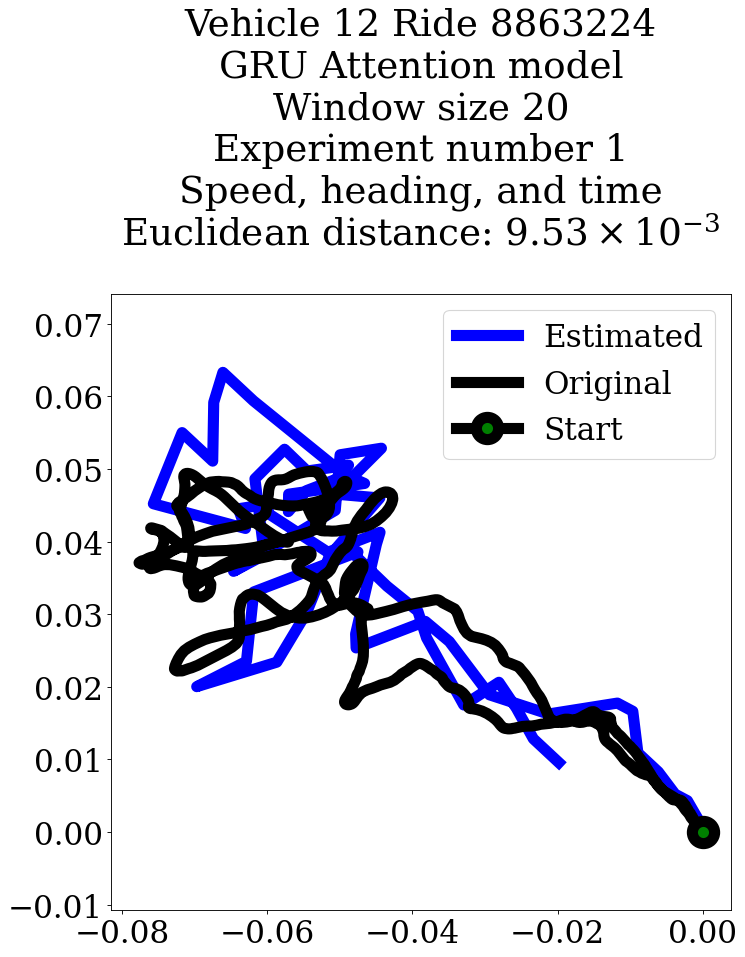 Vehicle 12 Ride 8863224
GRU Attention model
Window size 20
Experiment number 1
Speed, heading, and time
Euclidean distance: 9.53 × 10⁻³
Estimated
Original
Start
0.07
0.06
0.05
0.04
0.03
0.02
0.01
0.00
−0.01
−0.08 −0.06 −0.04 −0.02 0.00